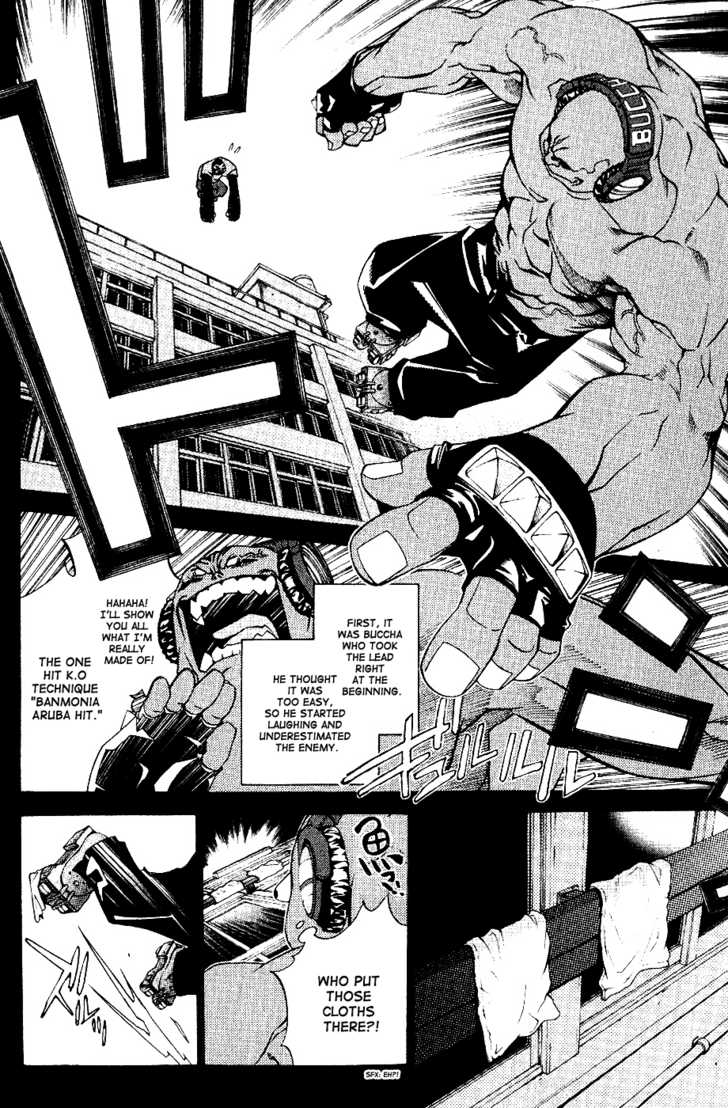 BUCC
FIRST, IT
WAS BUCCHA
WHO TOOK
THE LEAD
RIGHT
AT THE
BEGINNING.
HE THOUGHT
IT WAS
TOO EASY,
SO HE STARTED
LAUGHING AND
UNDERESTIMATED
THE ENEMY.
HAHAHA!
I'LL SHOW
YOU ALL
WHAT I'M
REALLY
MADE OF!
THE ONE
HIT K.O
TECHNIQUE
"BANMONIA
ARUBA HIT."
ギュルルルル
WHO PUT
THOSE
CLOTHS
THERE?!
SFX: EH?!